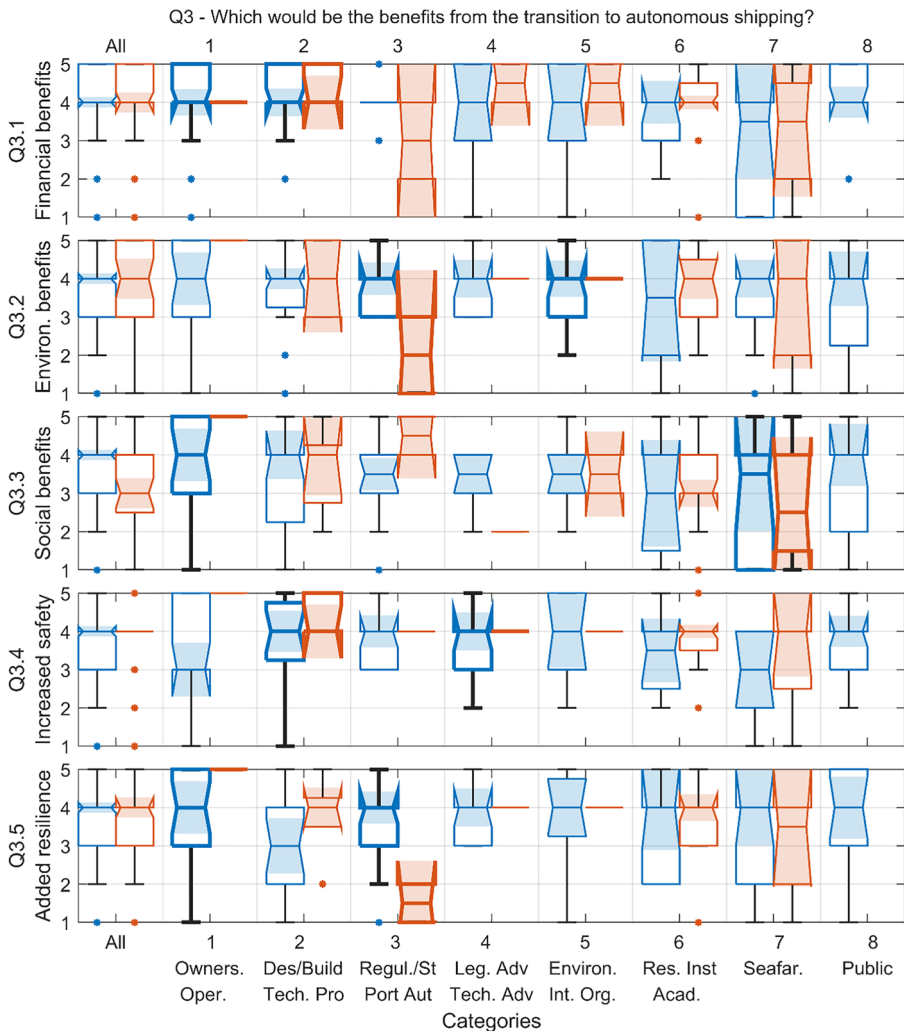 Q3 - Which would be the benefits from the transition to autonomous shipping?
All 1 2 3 4 5 6 7 8
Q3.1
Financial benefits
5
4
3
2
1
Q3.2
Environ. benefits
5
4
3
2
1
Q3.3
Social benefits
5
4
3
2
1
Q3.4
Increased safety
5
4
3
2
1
Q3.5
Added resilience
5
4
3
2
1
All 1 2 3 4 5 6 7 8
Owners. Des/Build Regul./St Leg. Adv Environ. Res. Inst Seafar. Public
Oper. Tech. Pro Port Aut Tech. Adv Int. Org. Acad.
Categories